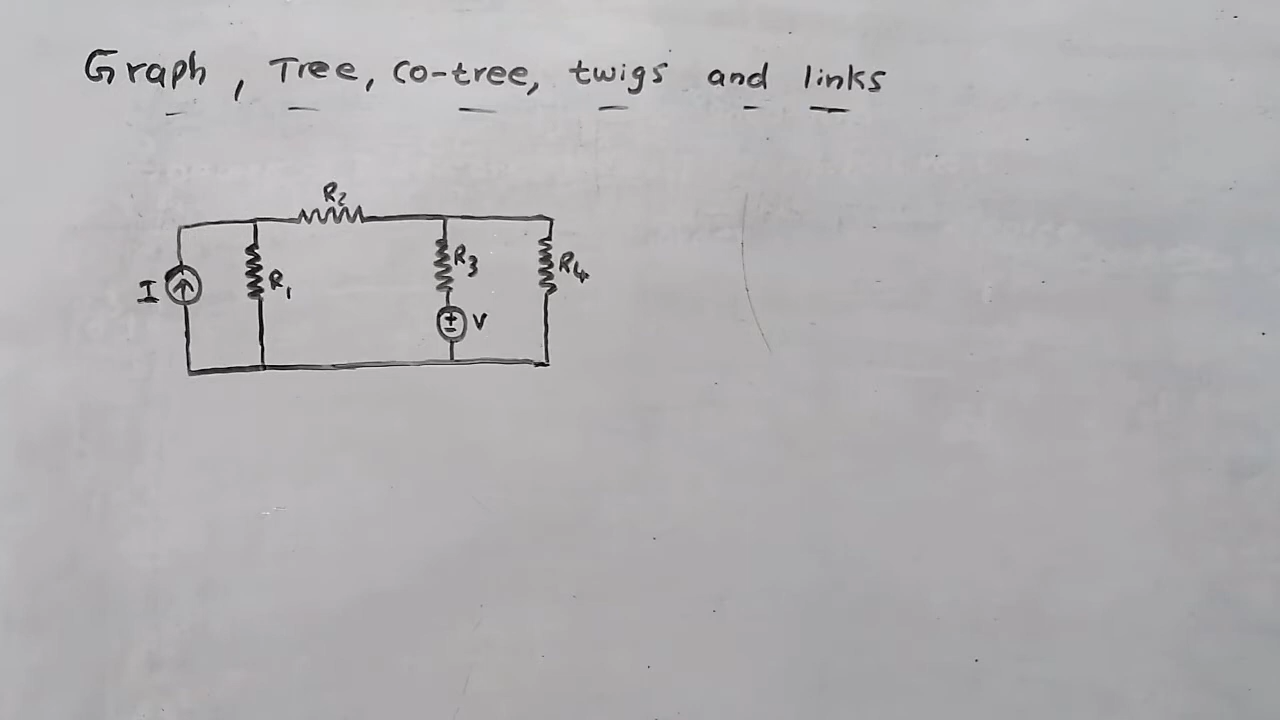 Graph, Tree, co-tree, twigs and links
R2
I R1 R3 R4
+
- V